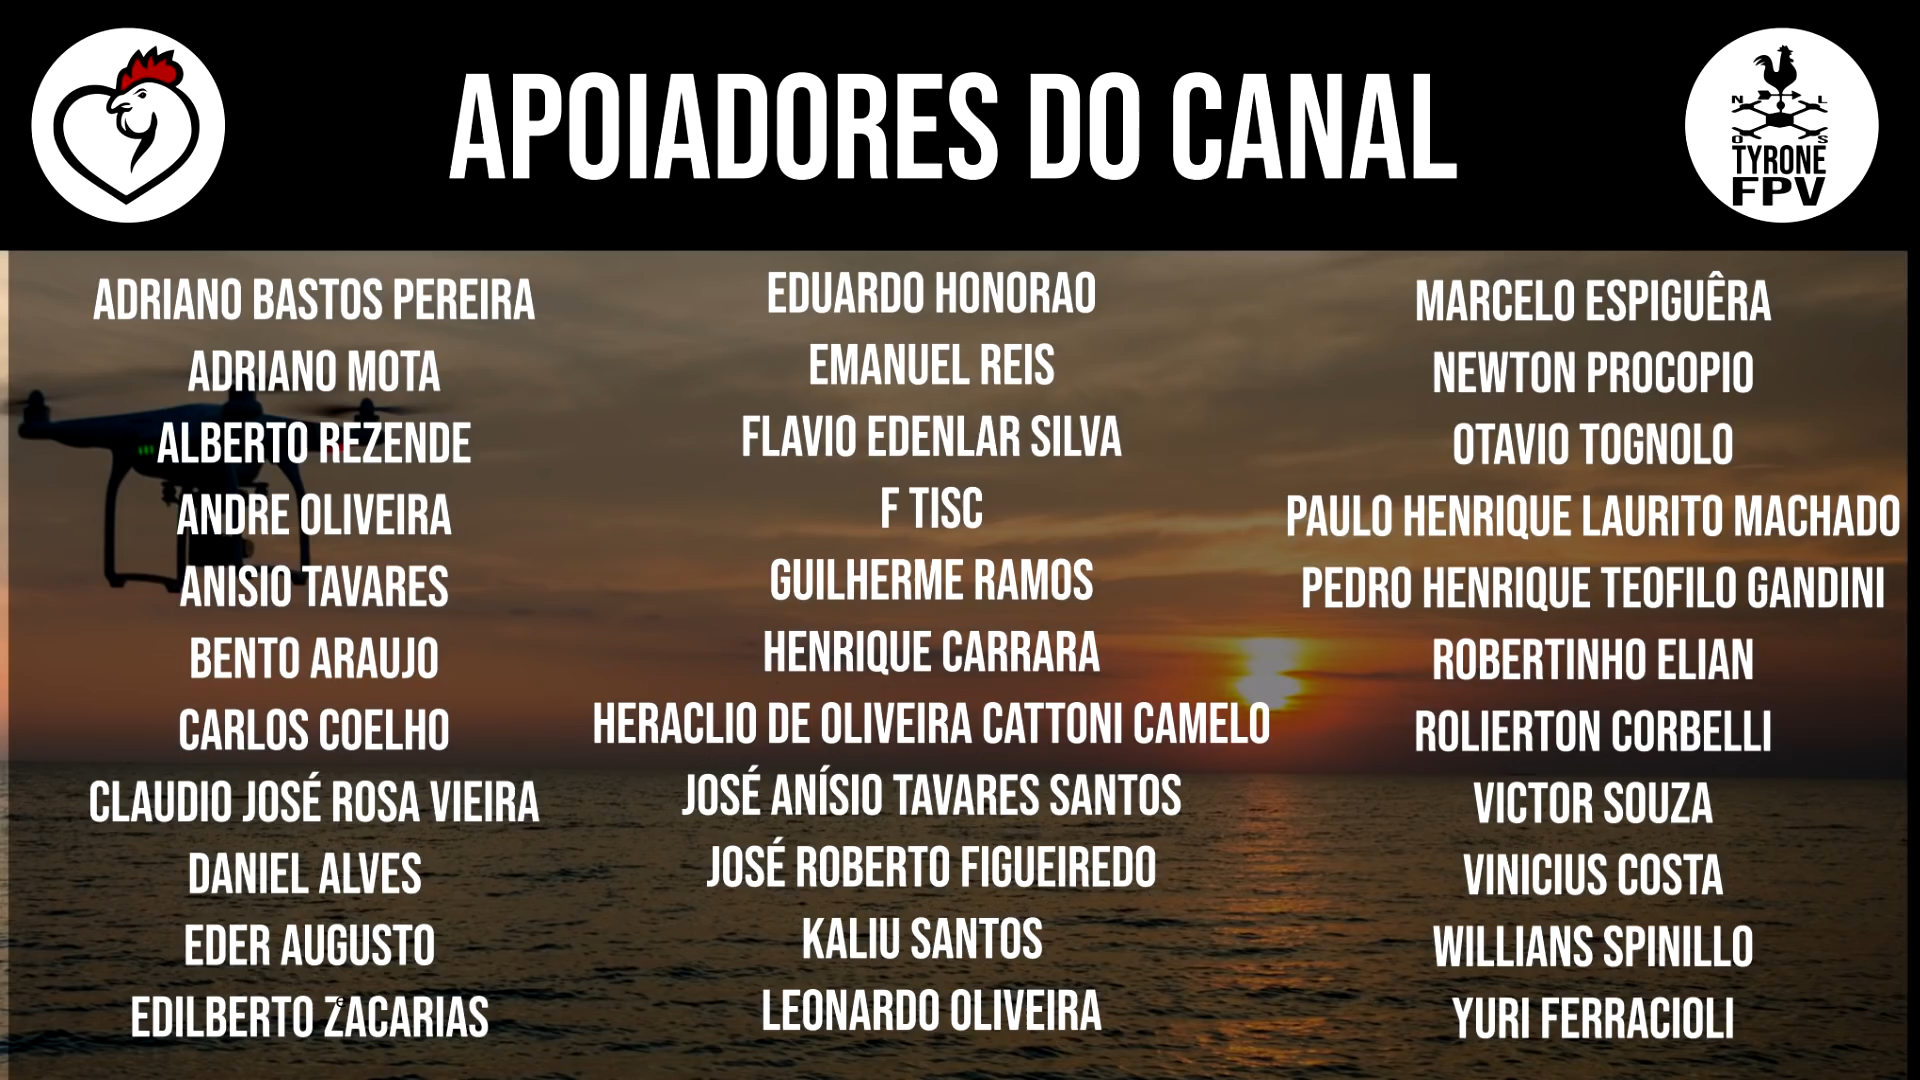 APOIADORES DO CANAL
N L
O S
TYRONE
FPV
ADRIANO BASTOS PEREIRA
ADRIANO MOTA
ALBERTO REZENDE
ANDRE OLIVEIRA
ANISIO TAVARES
BENTO ARAUJO
CARLOS COELHO
CLAUDIO JOSÉ ROSA VIEIRA
DANIEL ALVES
EDER AUGUSTO
EDILBERTO ZACARIAS
e
EDUARDO HONORAO
EMANUEL REIS
FLAVIO EDENLAR SILVA
F TISC
GUILHERME RAMOS
HENRIQUE CARRARA
HERACLIO DE OLIVEIRA CATTONI CAMELO
JOSÉ ANÍSIO TAVARES SANTOS
JOSÉ ROBERTO FIGUEIREDO
KALIU SANTOS
LEONARDO OLIVEIRA
MARCELO ESPIGUÊRA
NEWTON PROCOPIO
OTAVIO TOGNOLO
PAULO HENRIQUE LAURITO MACHADO
PEDRO HENRIQUE TEOFILO GANDINI
ROBERTINHO ELIAN
ROLIERTON CORBELLI
VICTOR SOUZA
VINICIUS COSTA
WILLIANS SPINILLO
YURI FERRACIOLI